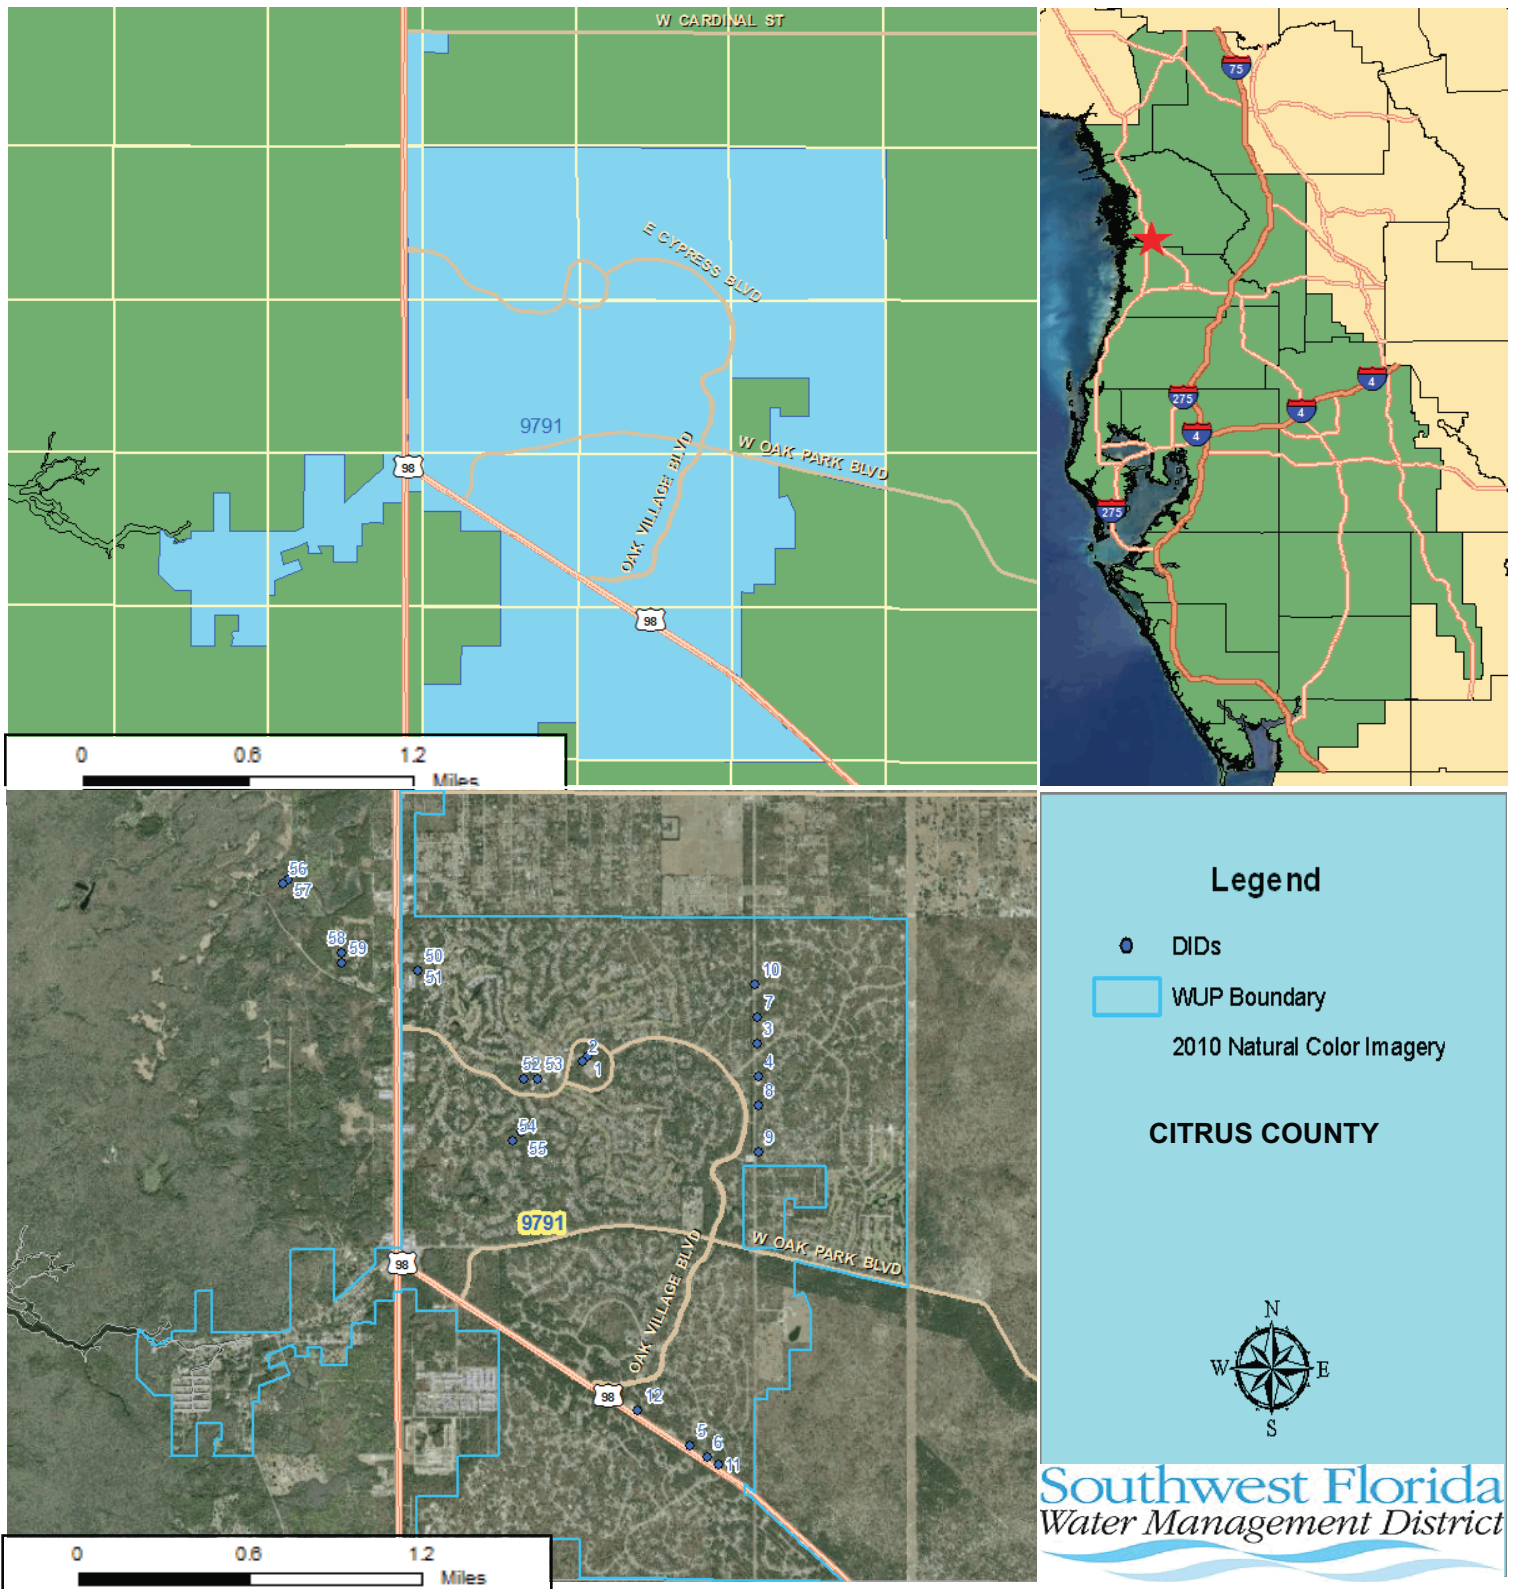 W CARDINAL ST
E CYPRESS BLVD
9791
W OAK PARK BLVD
OAK VILLAGE BLVD
98
98
0 0.6 1.2
Miles
75
4
275
4
4
275
56
57
58
59
50
51
10
7
3
2
4
52 53 1
8
54
55
9
9791
W OAK PARK BLVD
98
OAK VILLAGE BLVD
98
12
5
6
11
0 0.6 1.2
Miles
Legend
DIDs
WUP Boundary
2010 Natural Color Imagery
CITRUS COUNTY
N
W E
S
Southwest Florida
Water Management District